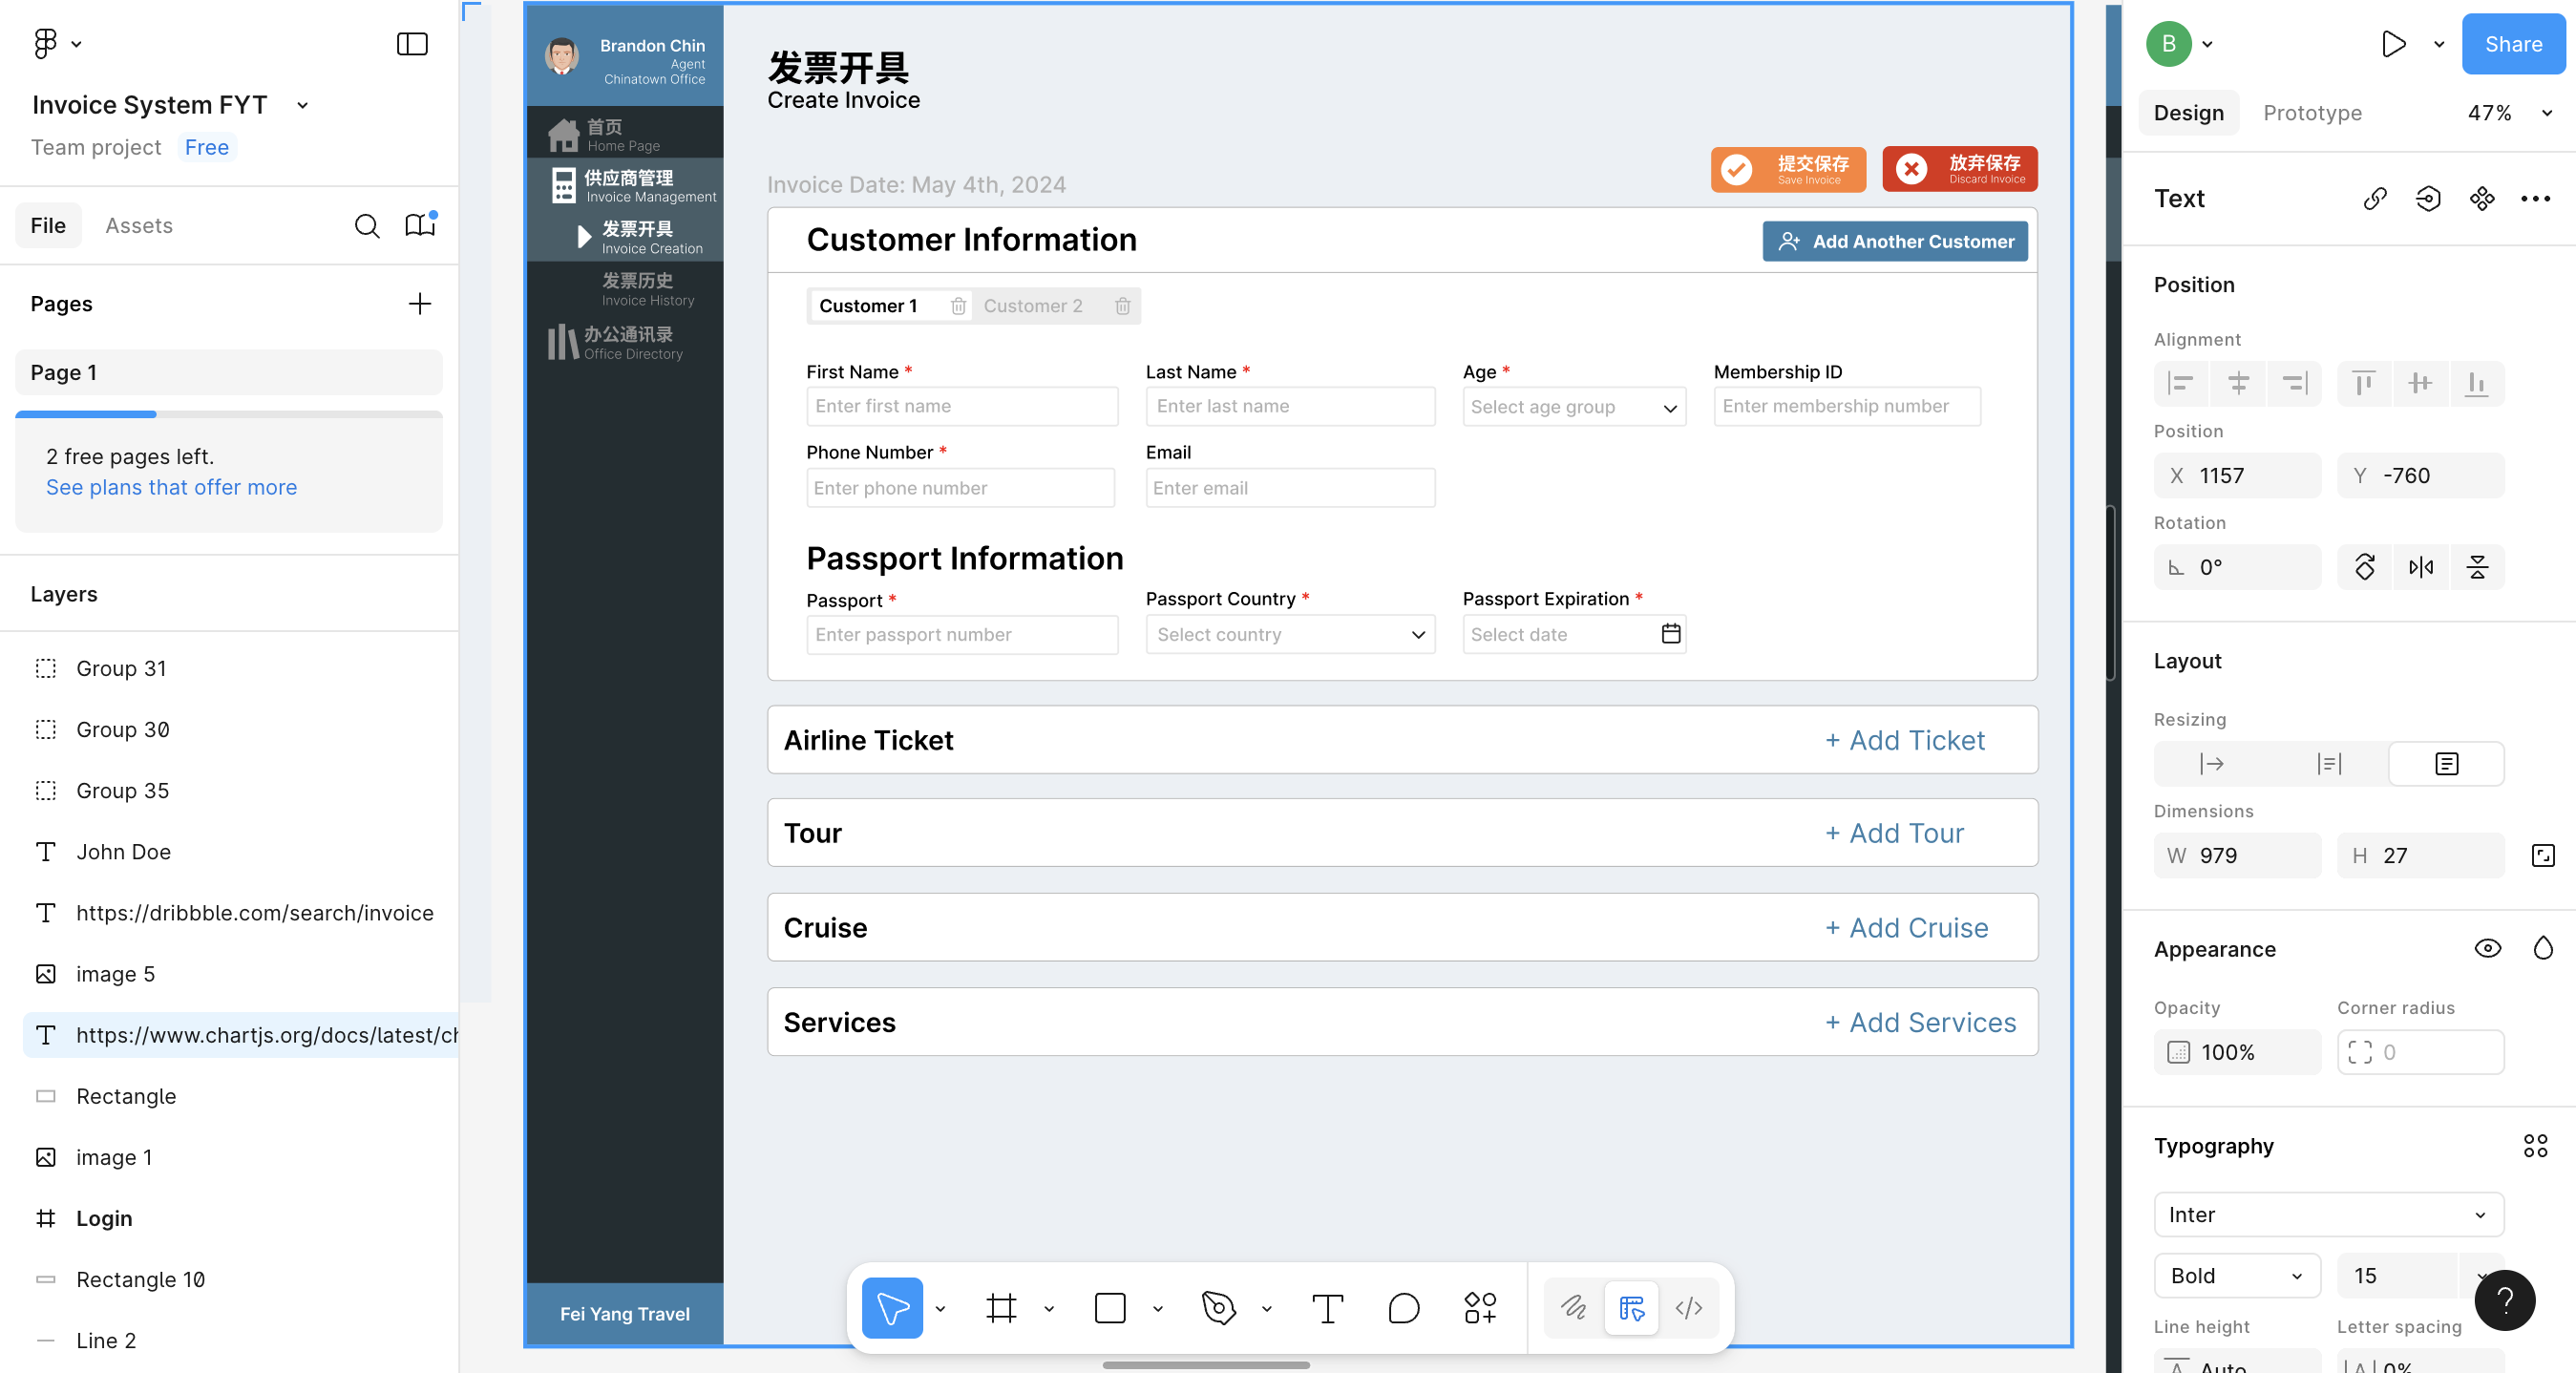 Invoice System FYT
Team project Free
File Assets
Pages
Page 1
2 free pages left.
See plans that offer more
Layers
Group 31
Group 30
Group 35
John Doe
https://dribbble.com/search/invoice
image 5
https://www.chartjs.org/docs/latest/ch
Rectangle
image 1
Login
Rectangle 10
Line 2
Brandon Chin
Agent
Chinatown Office
首页
Home Page
供应商管理
Invoice Management
发票开具
Invoice Creation
发票历史
Invoice History
办公通讯录
Office Directory
Fei Yang Travel
发票开具
Create Invoice
Invoice Date: May 4th, 2024
提交保存
Save Invoice
放弃保存
Discard Invoice
Customer Information
Add Another Customer
Customer 1 Customer 2
First Name * Last Name * Age * Membership ID
Enter first name Enter last name Select age group Enter membership number
Phone Number * Email
Enter phone number Enter email
Passport Information
Passport * Passport Country * Passport Expiration *
Enter passport number Select country Select date
Airline Ticket + Add Ticket
Tour + Add Tour
Cruise + Add Cruise
Services + Add Services
B Share
Design Prototype 47%
Text
Position
Alignment
Position
X 1157 Y -760
Rotation
0°
Layout
Resizing
Dimensions
W 979 H 27
Appearance
Opacity Corner radius
100% 0
Typography
Inter
Bold 15
?
Line height Letter spacing
Auto 0%